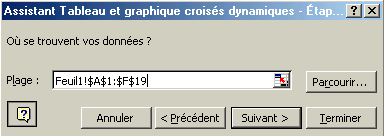 Assistant Tableau et graphique croisés dynamiques - Étap...
Où se trouvent vos données ?
Plage : Feuil1!$A$1:$F$19 Parcourir...
Annuler < Précédent Suivant > Terminer